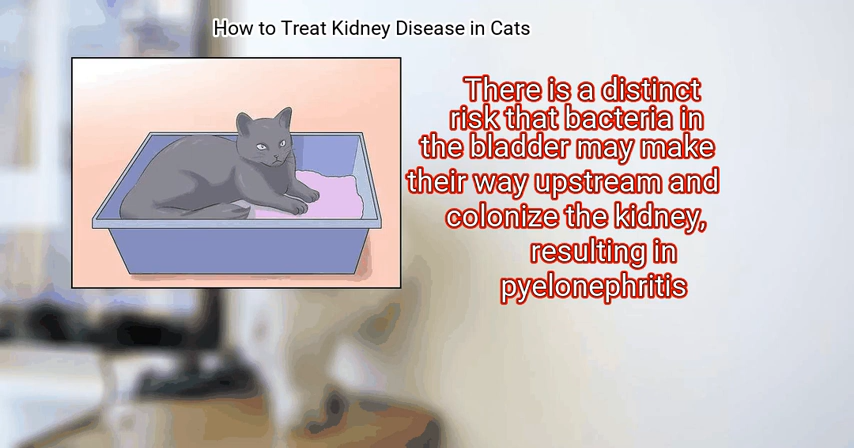 How to Treat Kidney Disease in Cats
There is a distinct
risk that bacteria in
the bladder may make
their way upstream and
colonize the kidney,
resulting in
pyelonephritis